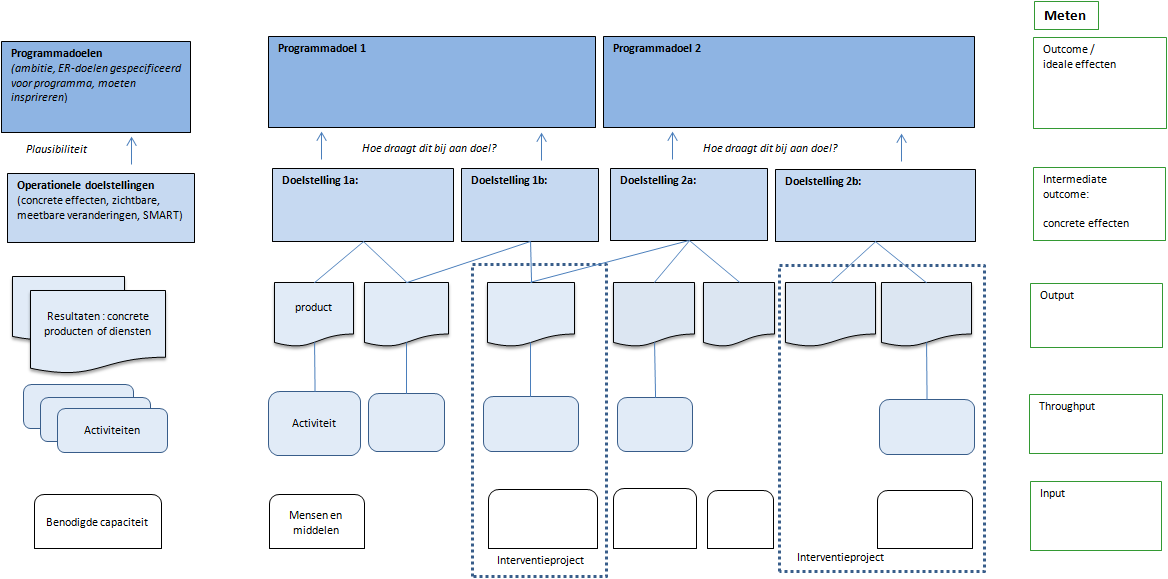 Meten
Programmadoelen
(ambitie, ER-doelen gespecificeerd
voor programma, moeten
insprireren)
Programmadoel 1
Programmadoel 2
Outcome /
ideale effecten
Plausibiliteit
Hoe draagt dit bij aan doel?
Hoe draagt dit bij aan doel?
Operationele doelstellingen
(concrete effecten, zichtbare,
meetbare veranderingen, SMART)
Doelstelling 1a:
Doelstelling 1b:
Doelstelling 2a:
Doelstelling 2b:
Intermediate
outcome:
concrete effecten
Resultaten : concrete
producten of diensten
product
Output
Activiteiten
Activiteit
Throughput
Benodigde capaciteit
Mensen en
middelen
Input
Interventieproject
Interventieproject